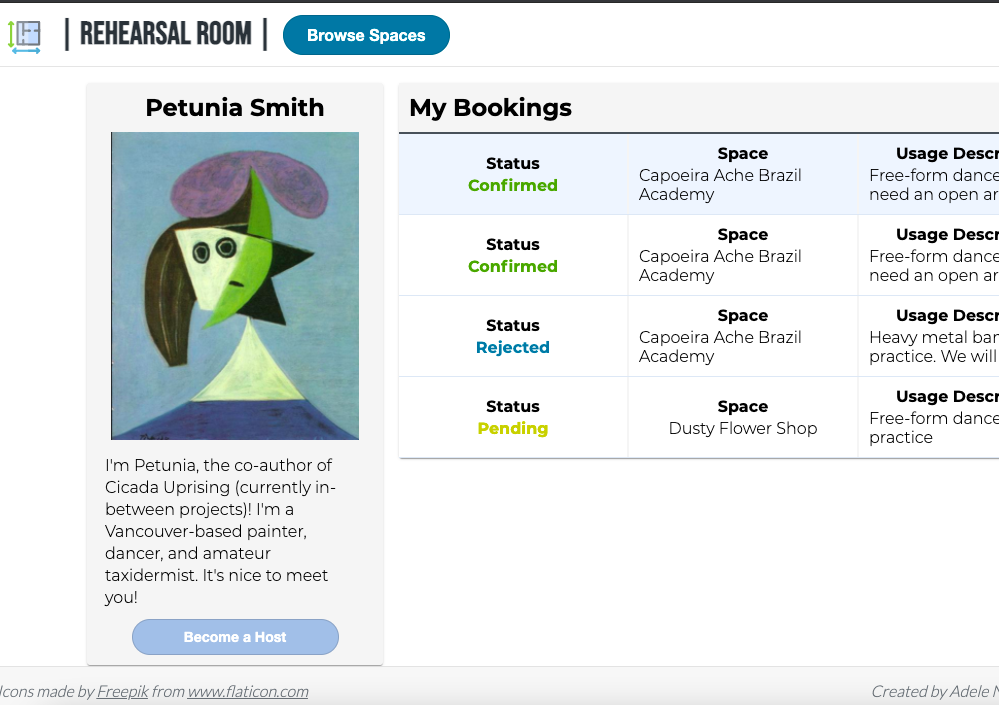 | REHEARSAL ROOM |
Browse Spaces
Petunia Smith
I'm Petunia, the co-author of
Cicada Uprising (currently in-
between projects)! I'm a
Vancouver-based painter,
dancer, and amateur
taxidermist. It's nice to meet
you!
Become a Host
My Bookings
Status
Confirmed
Space
Capoeira Ache Brazil
Academy
Usage Descr
Free-form dance
need an open ar
Status
Confirmed
Space
Capoeira Ache Brazil
Academy
Usage Descr
Free-form dance
need an open ar
Status
Rejected
Space
Capoeira Ache Brazil
Academy
Usage Descr
Heavy metal ban
practice. We will
Status
Pending
Space
Dusty Flower Shop
Usage Descr
Free-form dance
practice
Icons made by Freepik from www.flaticon.com
Created by Adele N